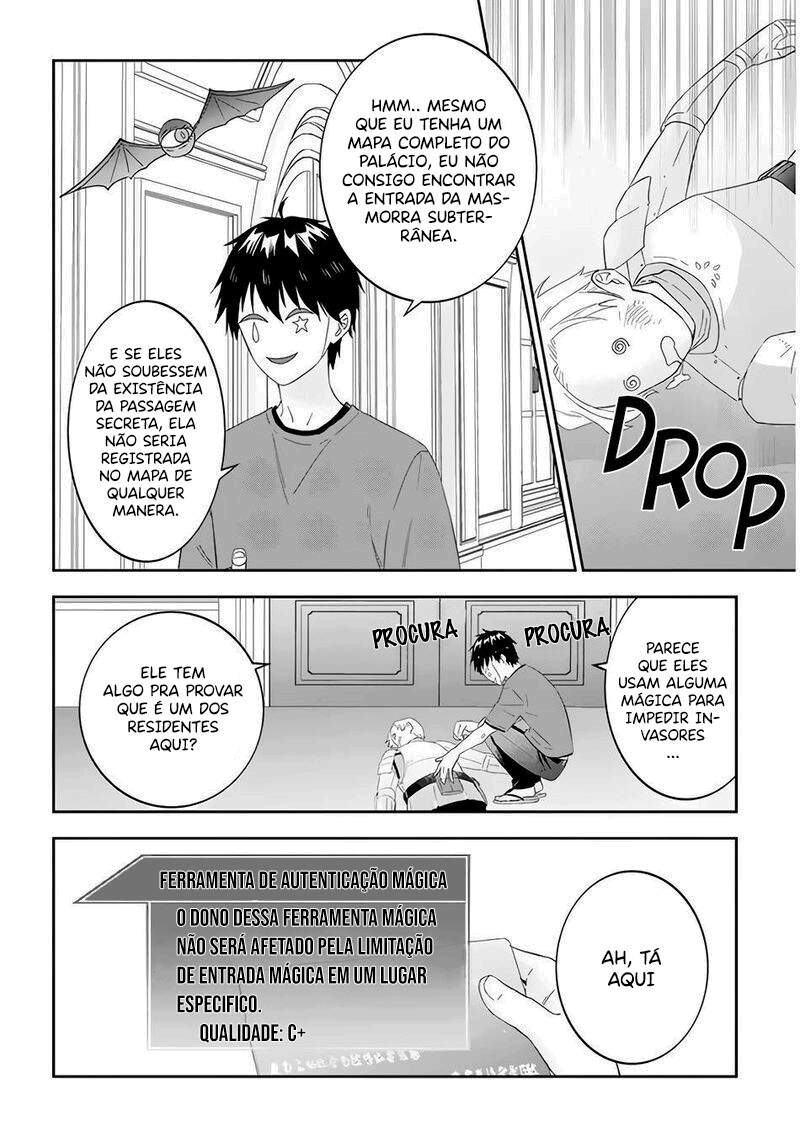 DROP
HMM.. MESMO
QUE EU TENHA UM
MAPA COMPLETO DO
PALÁCIO, EU NÃO
CONSIGO ENCONTRAR
A ENTRADA DA MAS-
MORRA SUBTER-
RÂNEA.
E SE ELES
NÃO SOUBESSEM
DA EXISTÊNCIA
DA PASSAGEM
SECRETA, ELA
NÃO SERIA
REGISTRADA
NO MAPA DE
QUALQUER
MANERA.
PARECE
QUE ELES
USAM ALGUMA
MÁGICA PARA
IMPEDIR IN-
VASORES
...
PROCURA
PROCURA
ELE TEM
ALGO PRA PROVAR
QUE É UM DOS
RESIDENTES
AQUI?
AH, TÁ
AQUI
FERRAMENTA DE AUTENTICAÇÃO MÁGICA
O DONO DESSA FERRAMENTA MÁGICA
NÃO SERÁ AFETADO PELA LIMITAÇÃO
DE ENTRADA MÁGICA EM UM LUGAR
ESPECIFICO.
QUALIDADE: C+